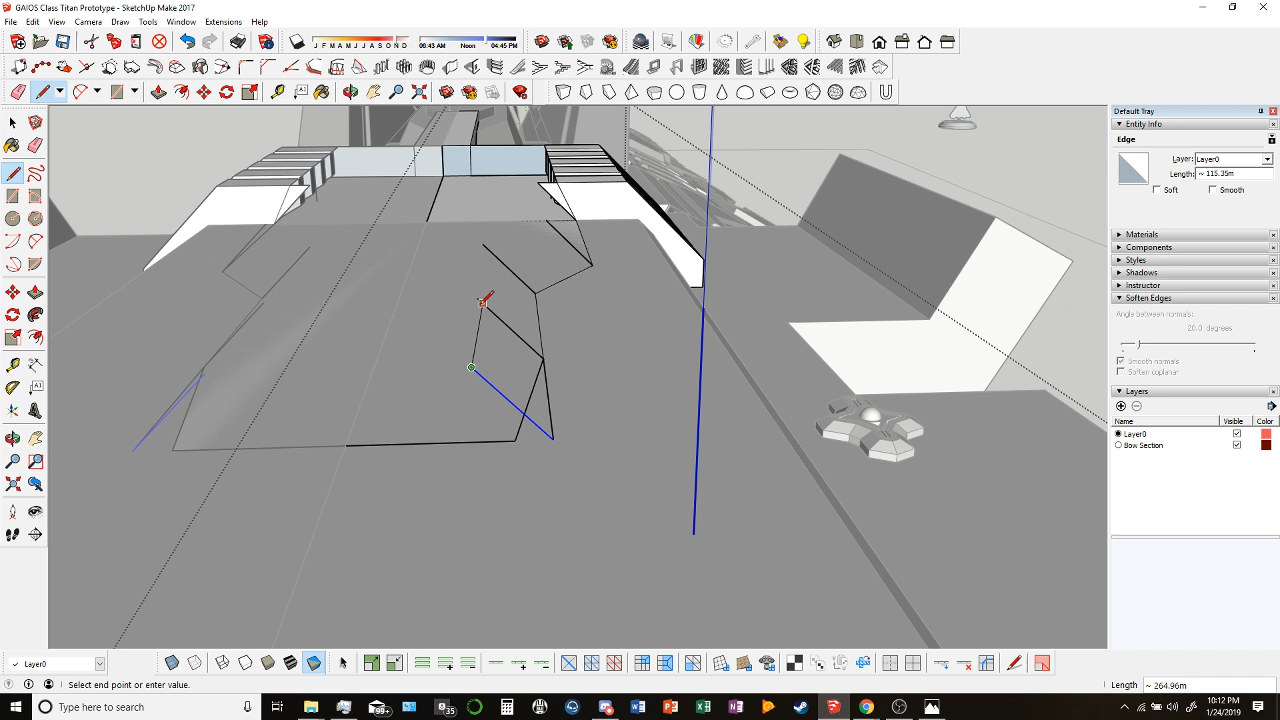 GAIOS Class Titan Prototype - SketchUp Make 2017
File Edit View Camera Draw Tools Window Extensions Help
J F M A M J J A S O N D 06:43 AM Noon 04:45 PM
Default Tray
Entity Info
Edge
Layer: Layer0
Length: ~ 115.35m
Soft Smooth
Materials
Components
Styles
Shadows
Instructor
Soften Edges
Angle between normals
20.0 degrees
Smooth normals
Soften coplanar
Layers
Name Visible Color
Layer0
Bow Section
Layer0
Select end point or enter value.
Length ~ 264.96m
Type here to search
99+
35
10:12 PM
1/24/2019